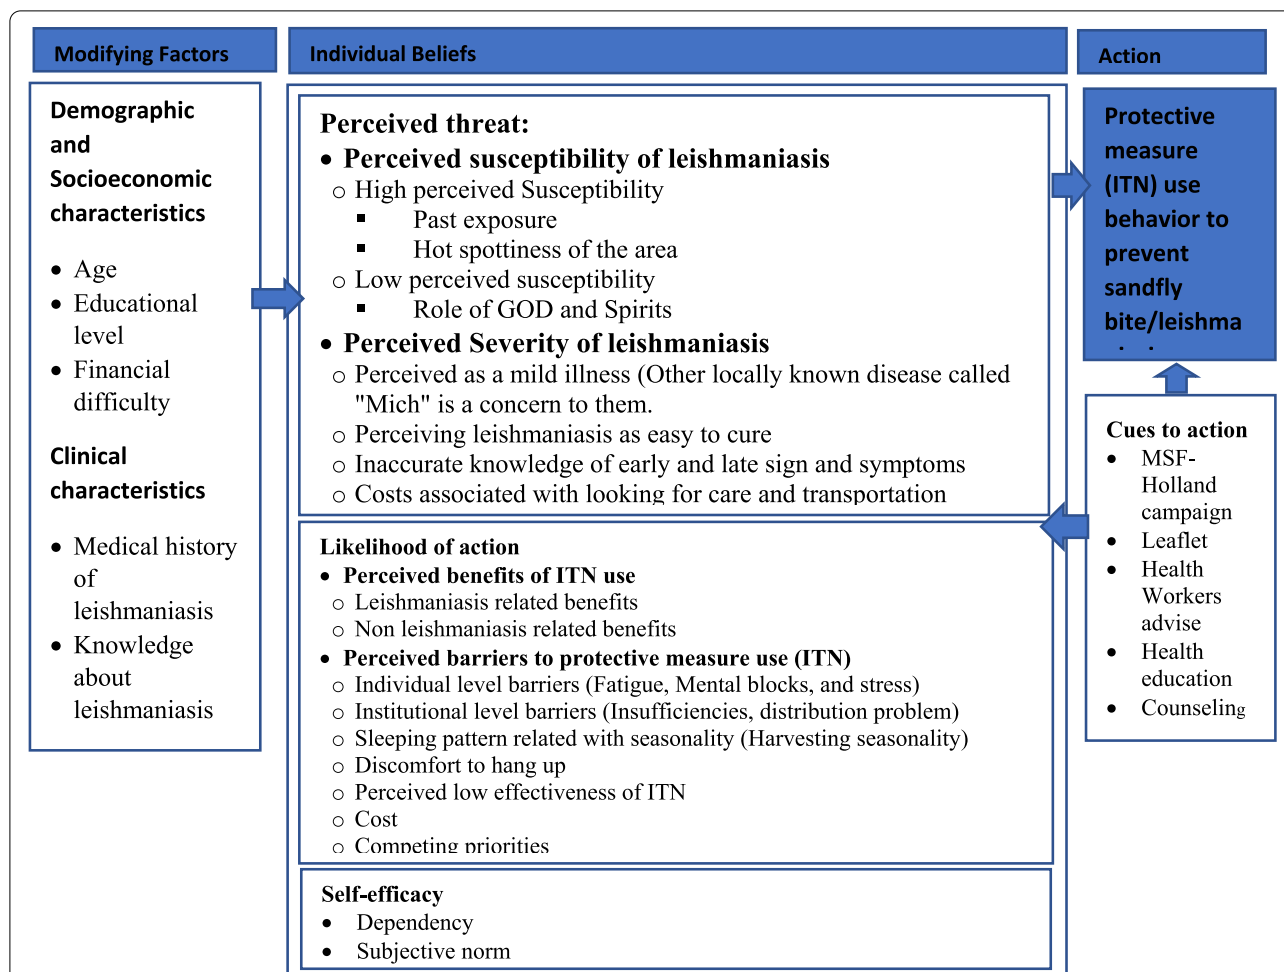 Modifying Factors
Individual Beliefs
Action
Demographic
and
Socioeconomic
characteristics
• Age
• Educational
level
• Financial
difficulty
Clinical
characteristics
• Medical history
of
leishmaniasis
• Knowledge
about
leishmaniasis
Perceived threat:
• Perceived susceptibility of leishmaniasis
o High perceived Susceptibility
▪ Past exposure
▪ Hot spottiness of the area
o Low perceived susceptibility
▪ Role of GOD and Spirits
• Perceived Severity of leishmaniasis
o Perceived as a mild illness (Other locally known disease called
"Mich" is a concern to them.
o Perceiving leishmaniasis as easy to cure
o Inaccurate knowledge of early and late sign and symptoms
o Costs associated with looking for care and transportation
Likelihood of action
• Perceived benefits of ITN use
o Leishmaniasis related benefits
o Non leishmaniasis related benefits
• Perceived barriers to protective measure use (ITN)
o Individual level barriers (Fatigue, Mental blocks, and stress)
o Institutional level barriers (Insufficiencies, distribution problem)
o Sleeping pattern related with seasonality (Harvesting seasonality)
o Discomfort to hang up
o Perceived low effectiveness of ITN
o Cost
o Competing priorities
Self-efficacy
• Dependency
• Subjective norm
Protective
measure
(ITN) use
behavior to
prevent
sandfly
bite/leishma
Cues to action
• MSF-
Holland
campaign
• Leaflet
• Health
Workers
advise
• Health
education
• Counseling